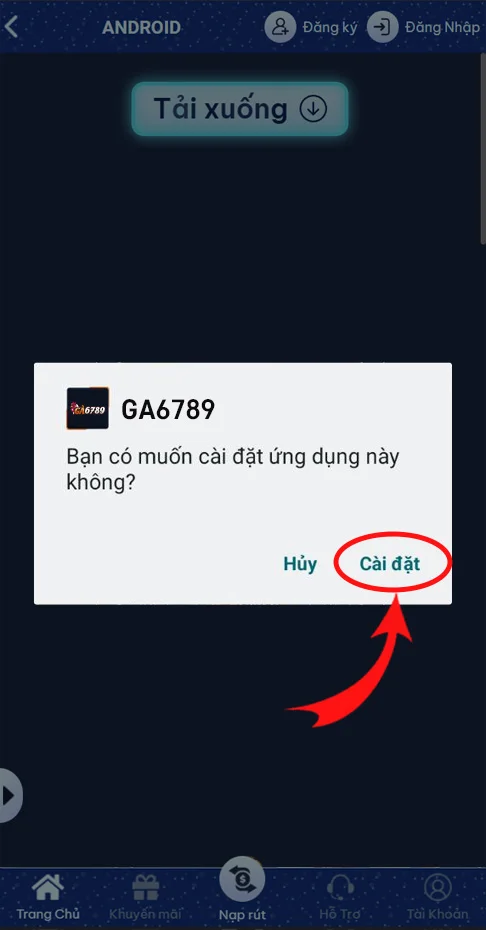 ANDROID
Đăng ký
Đăng Nhập
Tải xuống
GA6789
GA6789
Bạn có muốn cài đặt ứng dụng này
không?
Hủy
Cài đặt
Trang Chủ
Khuyến mãi
Nạp rút
Hỗ Trợ
Tài Khoản